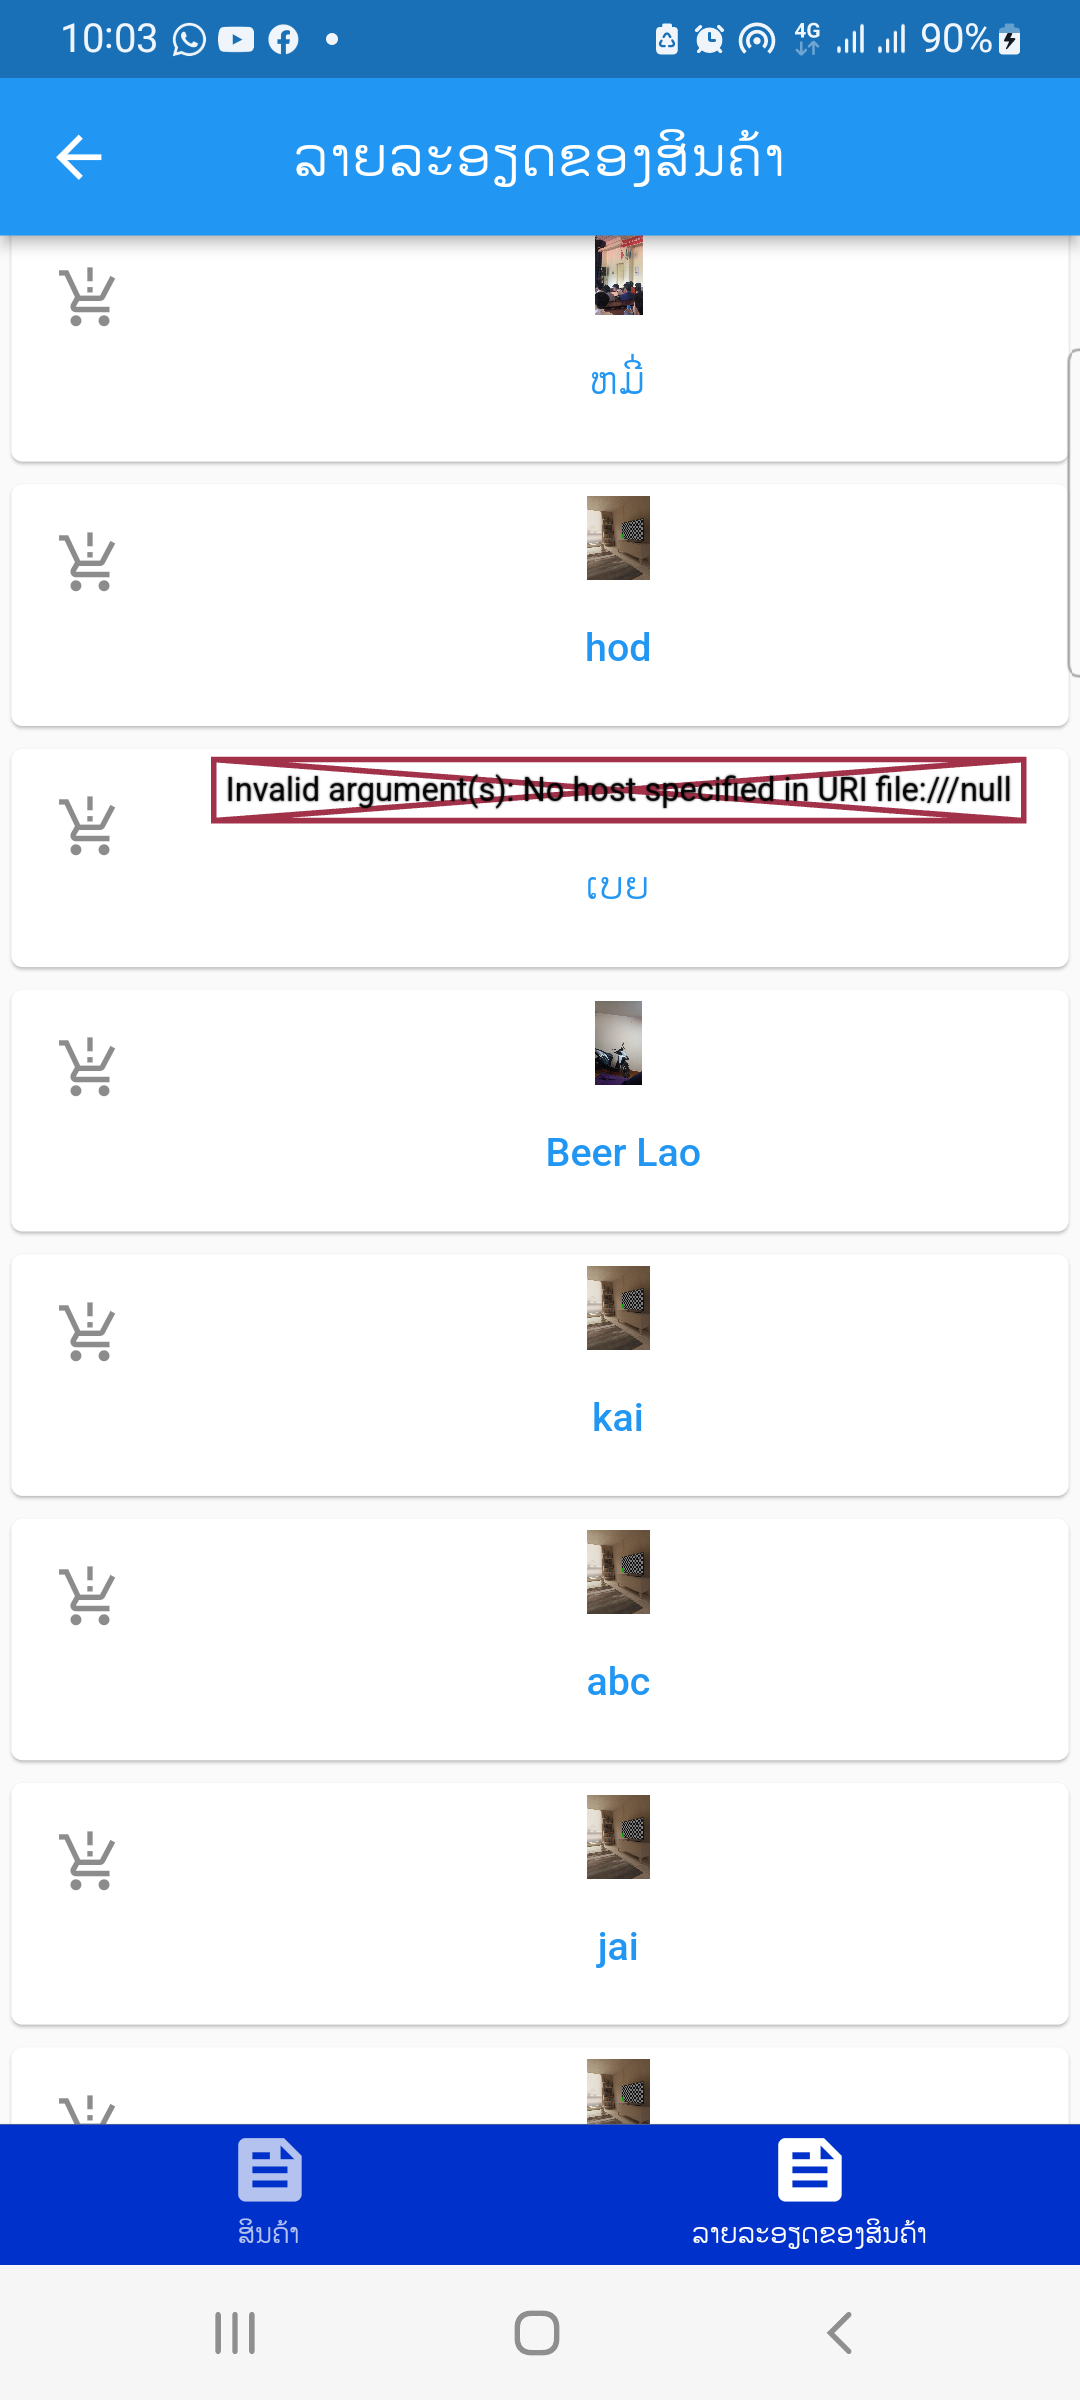 10:03
4G
90%
ລາຍລະອຽດຂອງສິນຄ້າ
ຫມີ່
hod
Invalid argument(s): No host specified in URI file:///null
ເບຍ
Beer Lao
kai
abc
jai
ສິນຄ້າ
ລາຍລະອຽດຂອງສິນຄ້າ